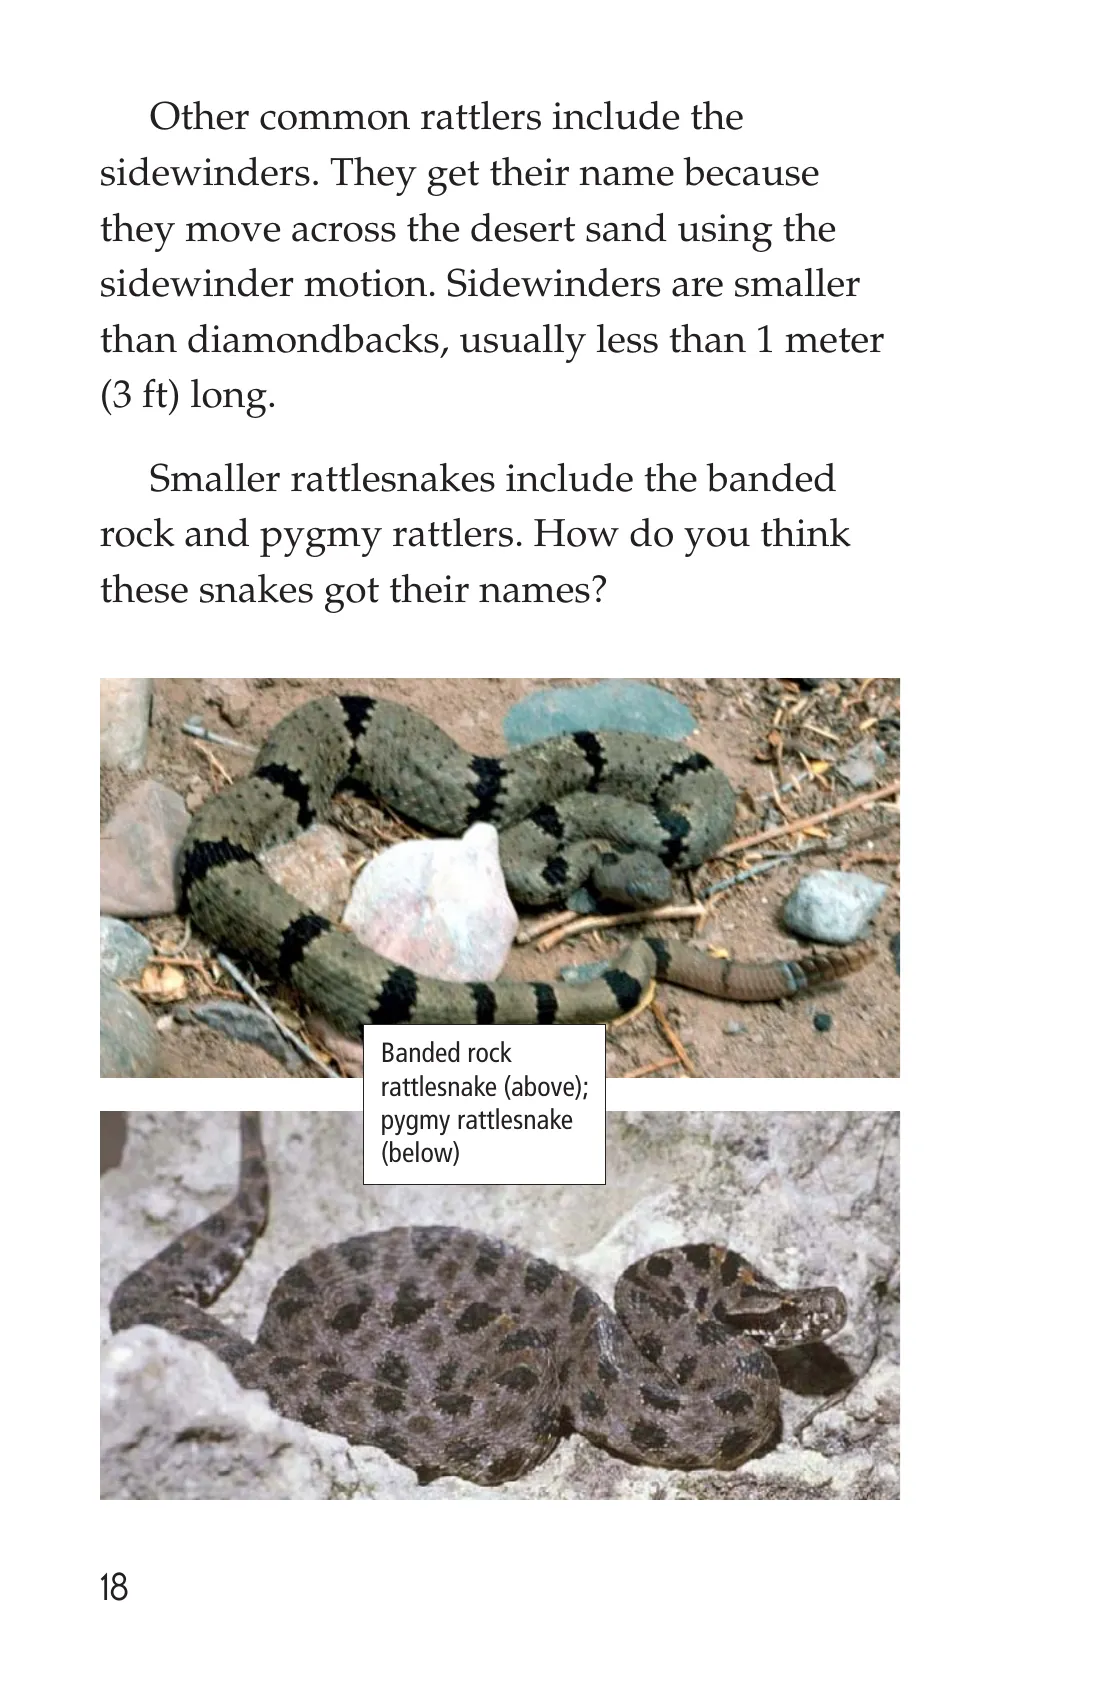 Other common rattlers include the
sidewinders. They get their name because
they move across the desert sand using the
sidewinder motion. Sidewinders are smaller
than diamondbacks, usually less than 1 meter
(3 ft) long.
Smaller rattlesnakes include the banded
rock and pygmy rattlers. How do you think
these snakes got their names?
Banded rock
rattlesnake (above);
pygmy rattlesnake
(below)
18